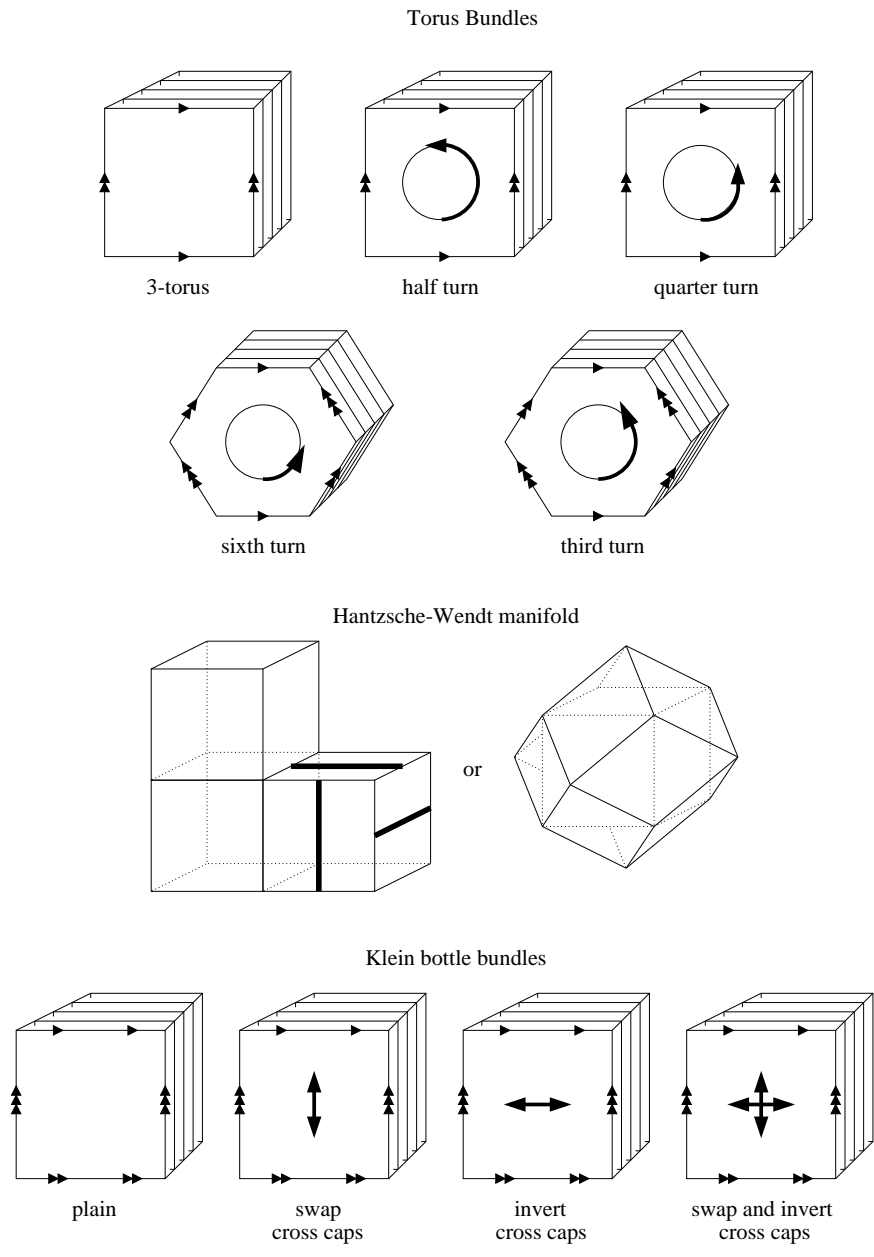 Torus Bundles
3-torus
half turn
quarter turn
sixth turn
third turn
Hantzsche-Wendt manifold
or
Klein bottle bundles
plain
swap
cross caps
invert
cross caps
swap and invert
cross caps